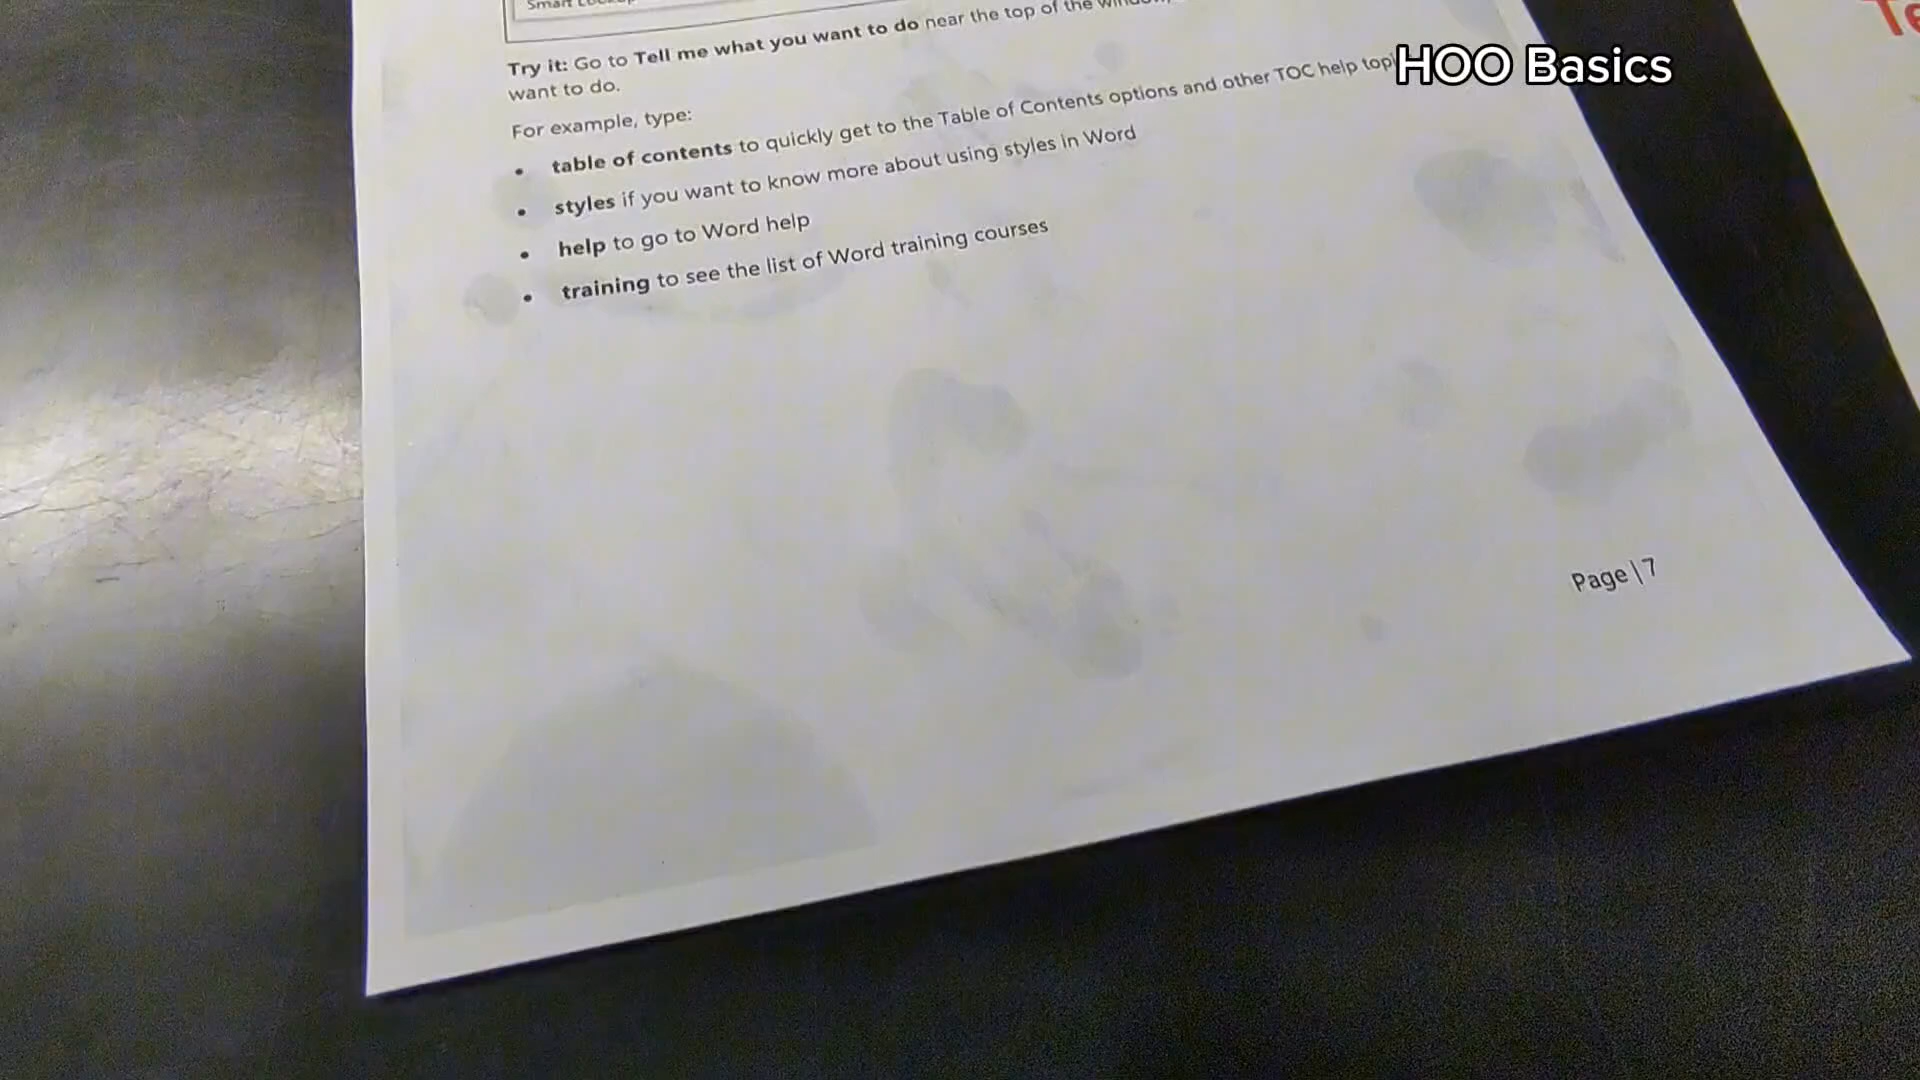 Smart
Try it: Go to Tell me what you want to do near the top of the window,
want to do.
For example, type:
• table of contents to quickly get to the Table of Contents options and other TOC help topi
HOO Basics
• styles if you want to know more about using styles in Word
• help to go to Word help
• training to see the list of Word training courses
Page | 7